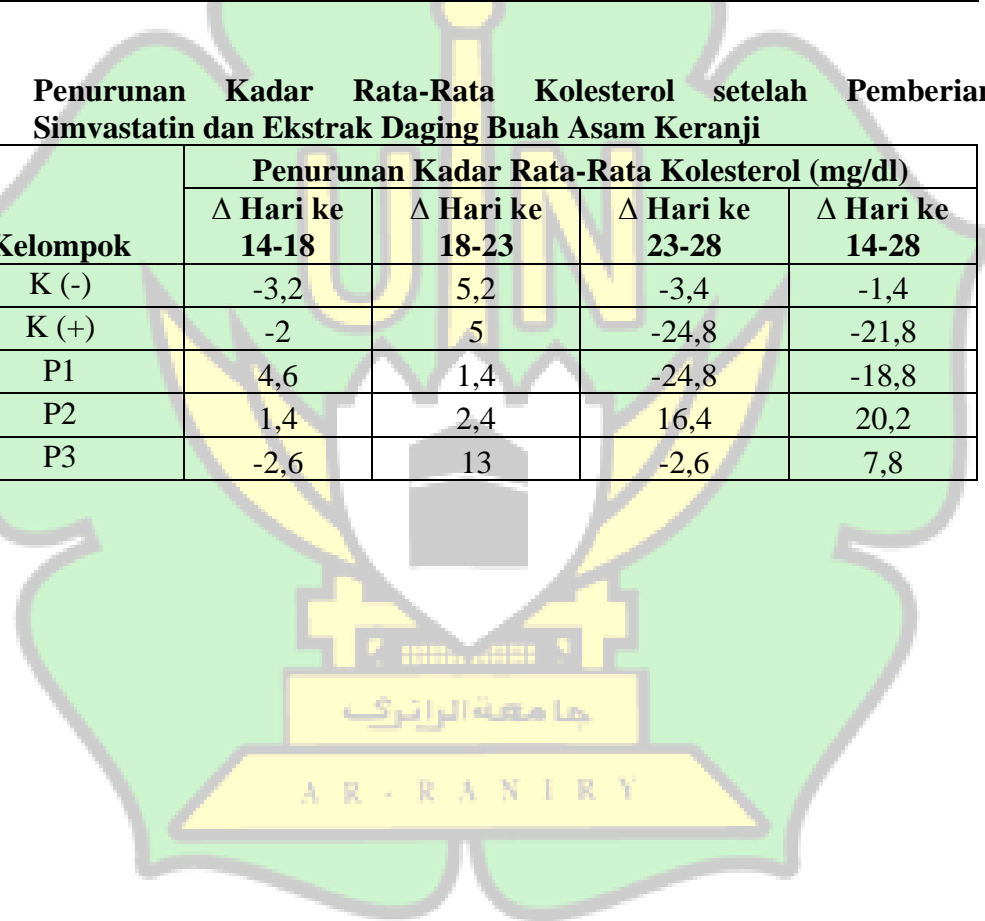 Penurunan Kadar Rata-Rata Kolesterol setelah Pemberian
Simvastatin dan Ekstrak Daging Buah Asam Keranji
Kelompok Penurunan Kadar Rata-Rata Kolesterol (mg/dl)
∆ Hari ke 14-18 ∆ Hari ke 18-23 ∆ Hari ke 23-28 ∆ Hari ke 14-28
K (-) -3,2 5,2 -3,4 -1,4
K (+) -2 5 -24,8 -21,8
P1 4,6 1,4 -24,8 -18,8
P2 1,4 2,4 16,4 20,2
P3 -2,6 13 -2,6 7,8
UIN
جامعة الرانري
AR-RANIRY